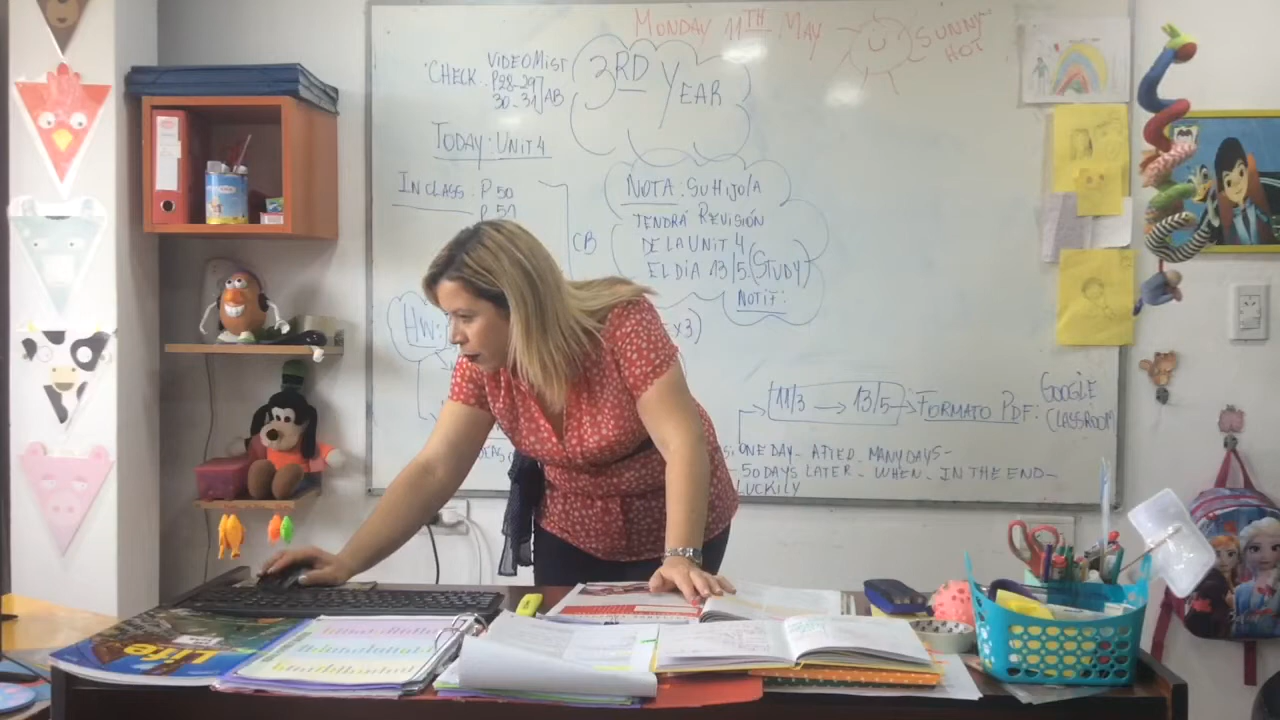 MONDAY 11TH MAY
SUNNY
HOT
VIDEO MIST
CHECK: P28-29
30-31 AB
3RD YEAR
TODAY: UNIT 4
IN CLASS: P 50
P 51
CB
NOTA: SU HIJO/A
TENDRÁ REVISIÓN
DE LA UNIT 4
EL DÍA 13/5 (STUDY)
NOTIF:
HW:
x3)
11/3 → 13/5 → FORMATO PDF: GOOGLE
CLASSROOM
ONE DAY - AFTED MANY DAYS -
50 DAYS LATER - WHEN - IN THE END -
LUCKILY
Life